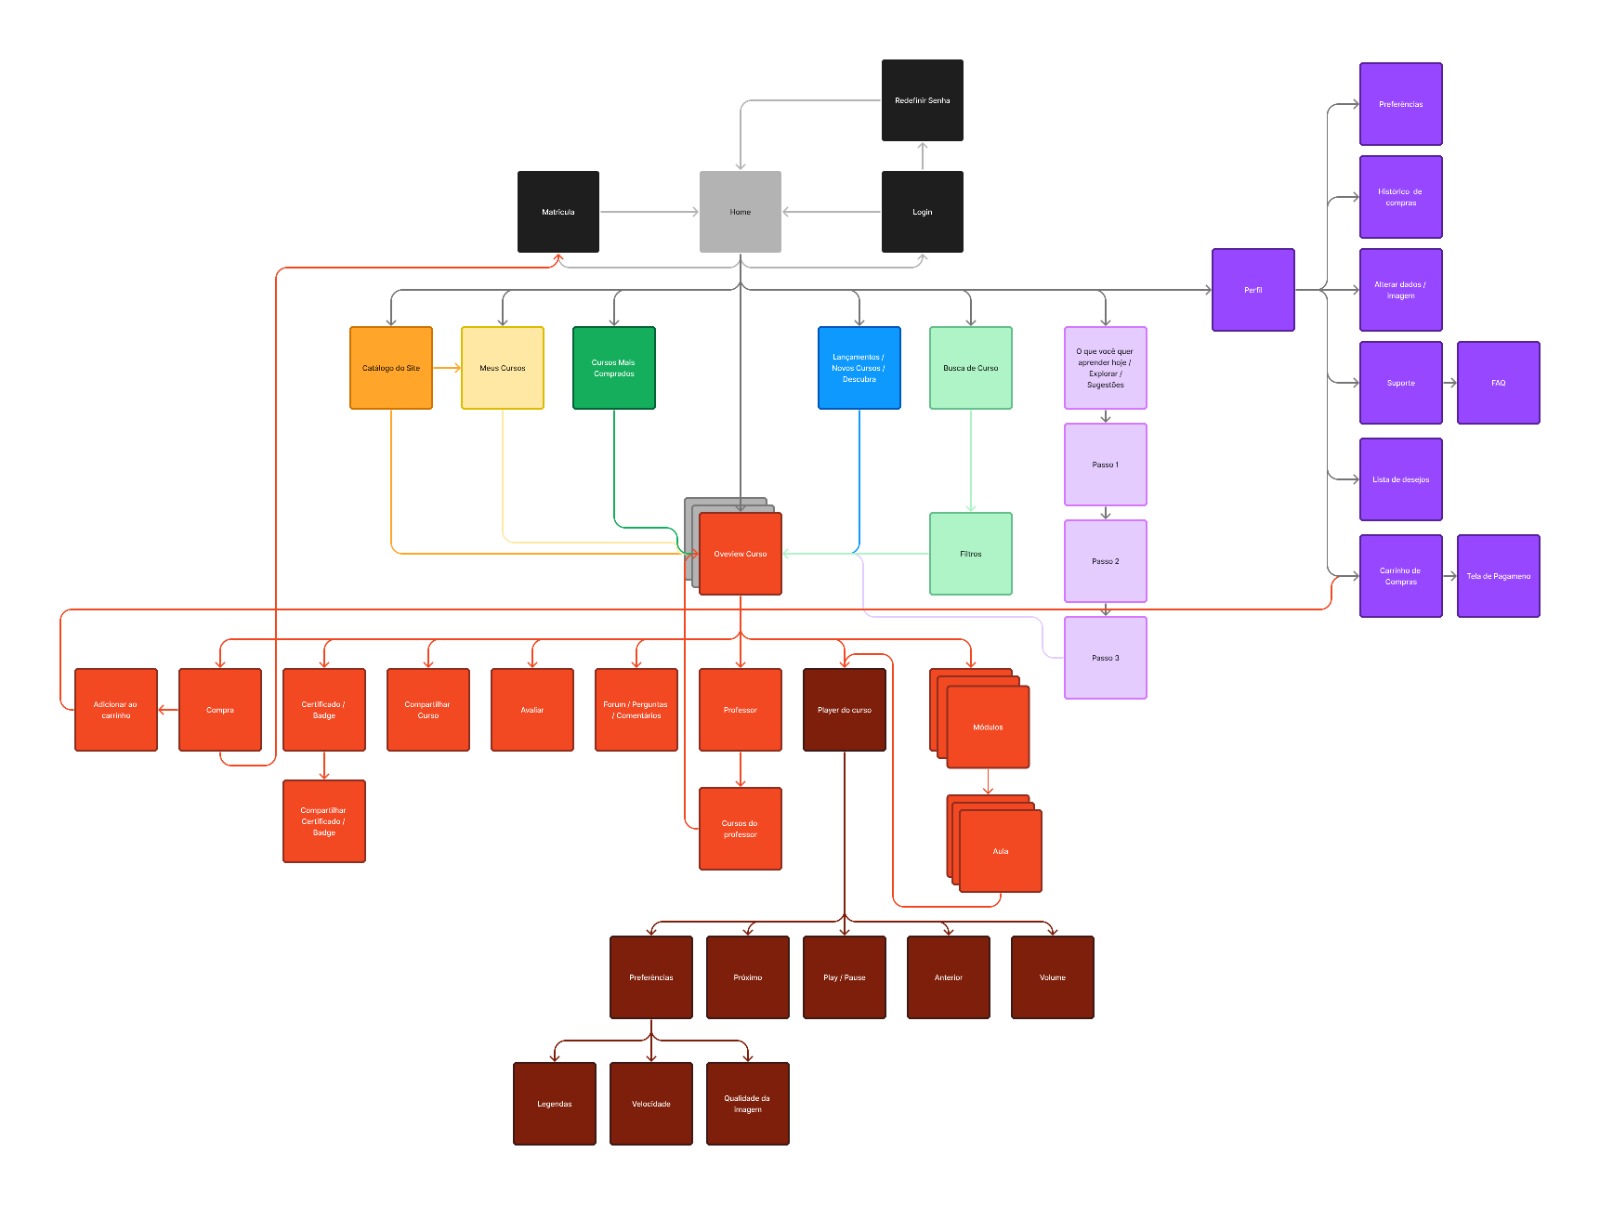 Redefinir Senha
Preferências
Matrícula
Home
Login
Histórico de
compras
Perfil
Alterar dados /
imagem
Catálogo do Site
Meus Cursos
Cursos Mais
Comprados
Lançamentos /
Novos Cursos /
Descubra
Busca de Curso
O que você quer
aprender hoje /
Explorar /
Sugestões
Suporte
FAQ
Passo 1
Lista de desejos
Oveview Curso
Filtros
Passo 2
Carrinho de
Compras
Tela de Pagameno
Passo 3
Adicionar ao
carrinho
Compra
Certificado /
Badge
Compartilhar
Curso
Avaliar
Forum / Perguntas
/ Comentários
Professor
Player do curso
Módulos
Compartilhar
Certificado /
Badge
Cursos do
professor
Aula
Preferências
Próximo
Play / Pause
Anterior
Volume
Legendas
Velocidade
Qualidade da
imagem